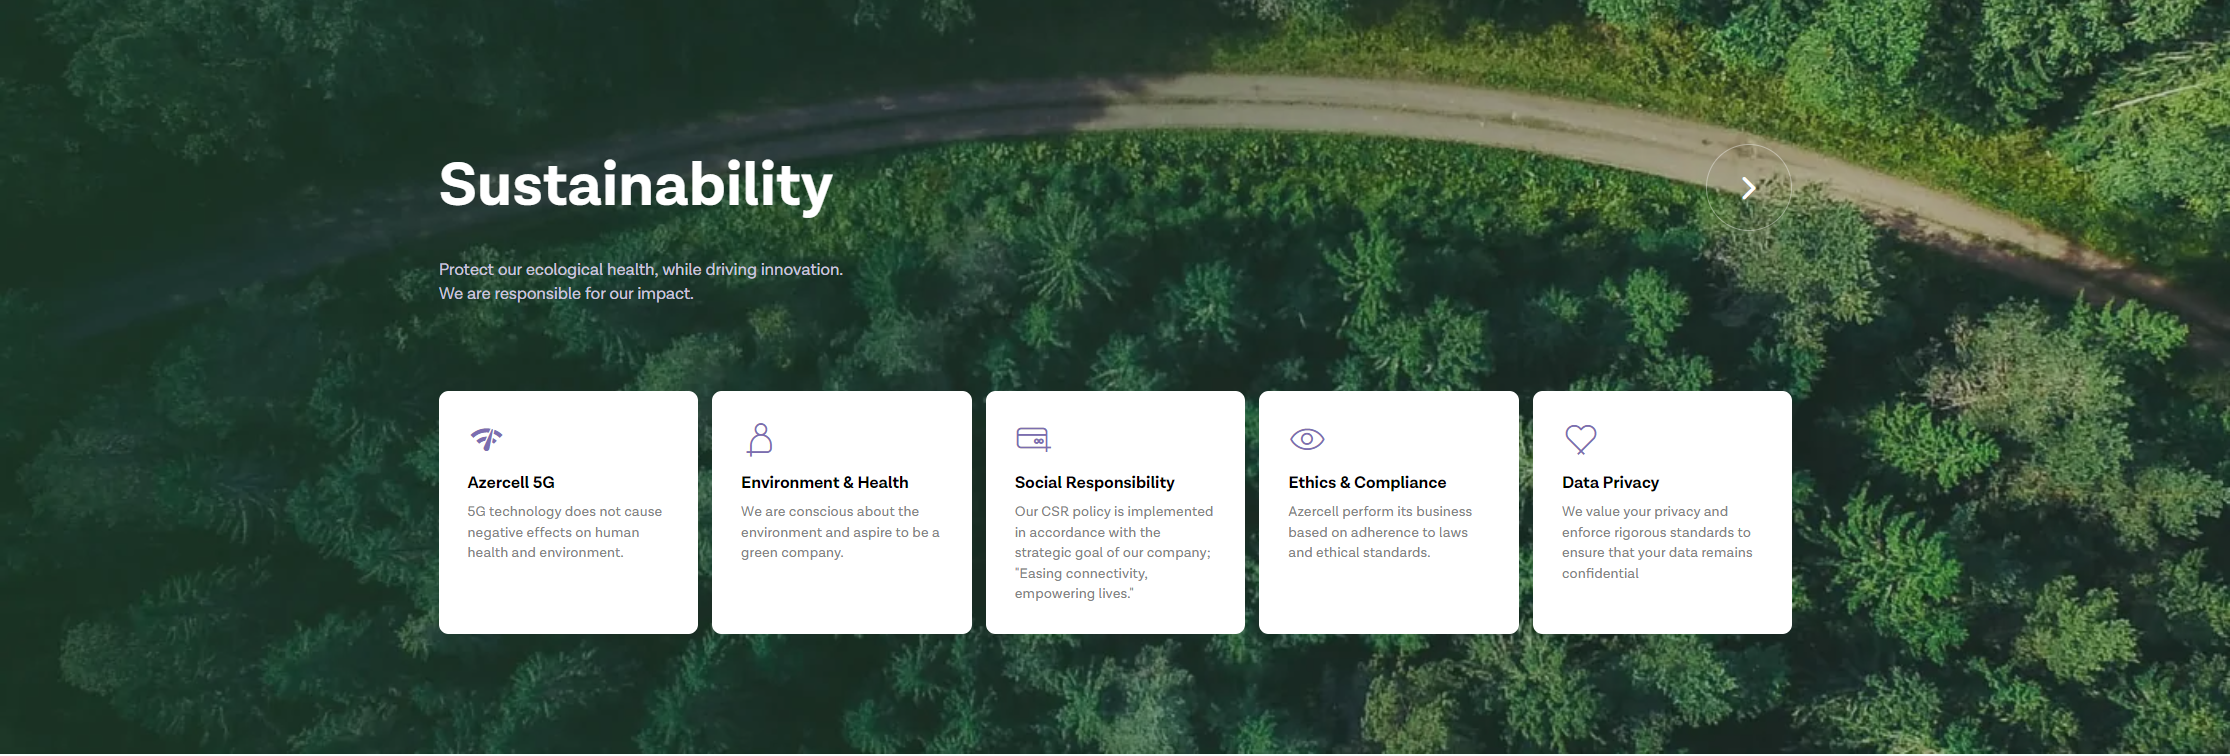 Sustainability
Protect our ecological health, while driving innovation.
We are responsible for our impact.
Azercell 5G
5G technology does not cause
negative effects on human
health and environment.
Environment & Health
We are conscious about the
environment and aspire to be a
green company.
Social Responsibility
Our CSR policy is implemented
in accordance with the
strategic goal of our company;
"Easing connectivity,
empowering lives."
Ethics & Compliance
Azercell perform its business
based on adherence to laws
and ethical standards.
Data Privacy
We value your privacy and
enforce rigorous standards to
ensure that your data remains
confidential